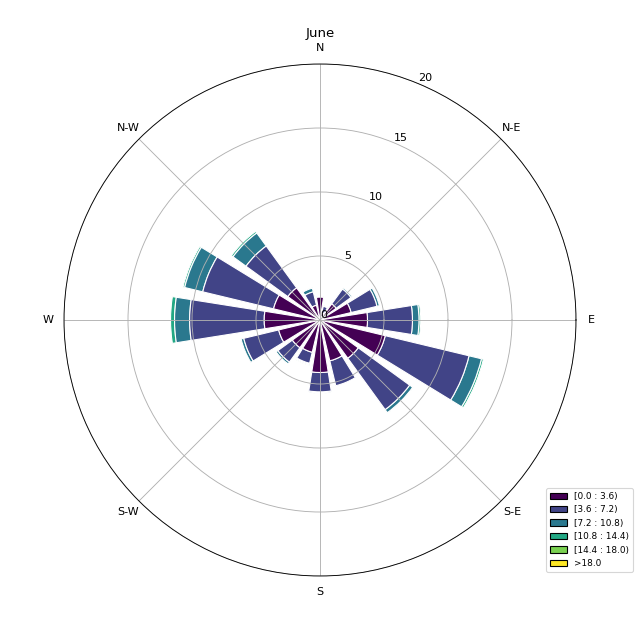 June
N
20
N-W
N-E
15
10
5
W
0
E
S-W
S-E
[0.0 : 3.6)
[3.6 : 7.2)
[7.2 : 10.8)
[10.8 : 14.4)
[14.4 : 18.0)
>18.0
S